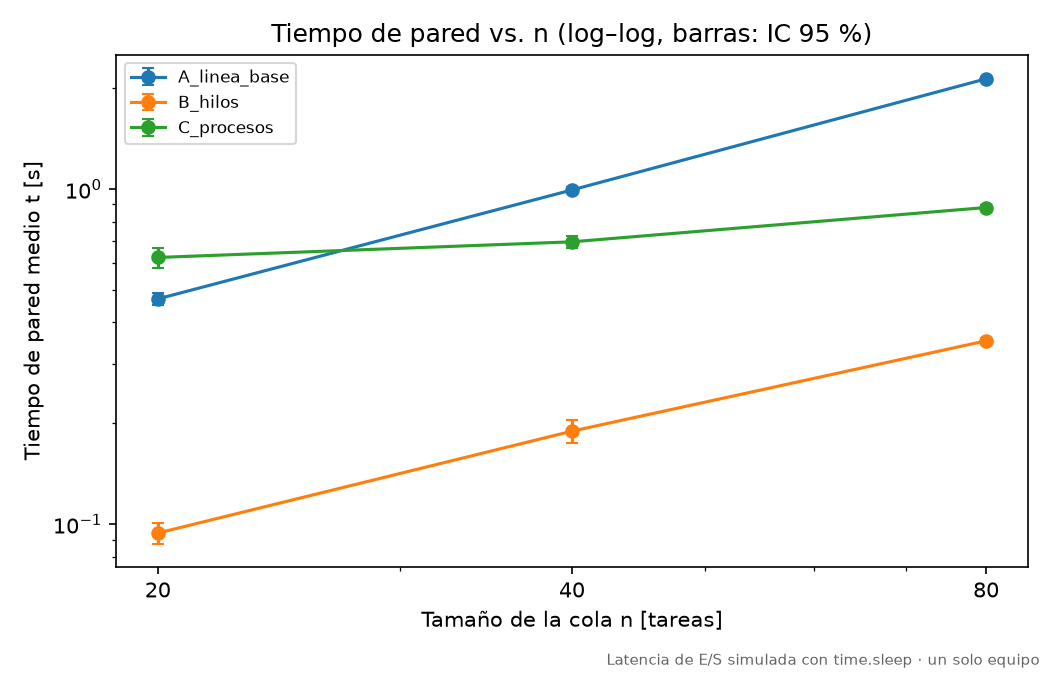 Tiempo de pared vs. n (log–log, barras: IC 95 %)
A_linea_base
B_hilos
C_procesos
Tiempo de pared medio t [s]
10⁰
10⁻¹
20 40 80
Tamaño de la cola n [tareas]
Latencia de E/S simulada con time.sleep · un solo equipo